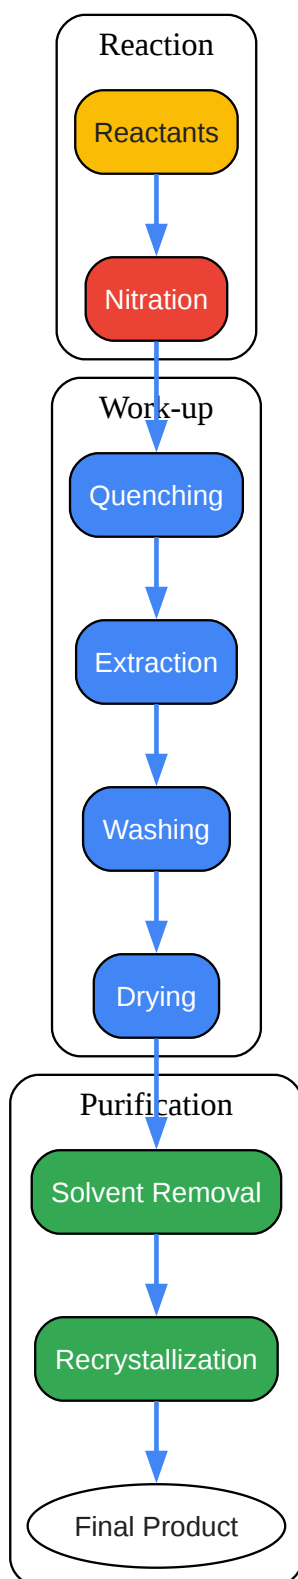 Reaction
Reactants
Nitration
Work-up
Quenching
Extraction
Washing
Drying
Purification
Solvent Removal
Recrystallization
Final Product